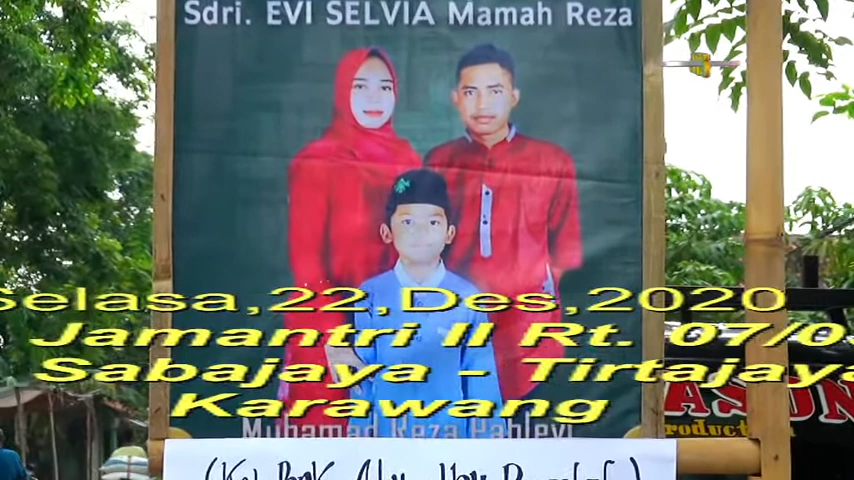 Sdri. EVI SELVIA Mamah Reza
Selasa,22,Des,2020
Jamantri II Rt. 07/0
Sabajaya - Tirtajaya
Karawang
Muhamad Reza Pahlevi